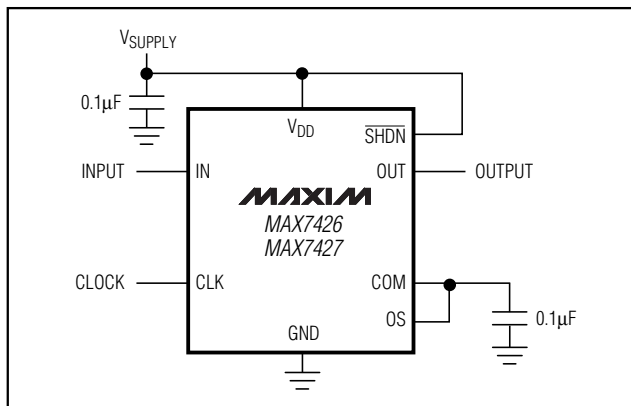 VSUPPLY
0.1µF
VDD
SHDN
INPUT
IN
OUT
OUTPUT
MAXIM
MAX7426
MAX7427
CLOCK
CLK
COM
OS
0.1µF
GND